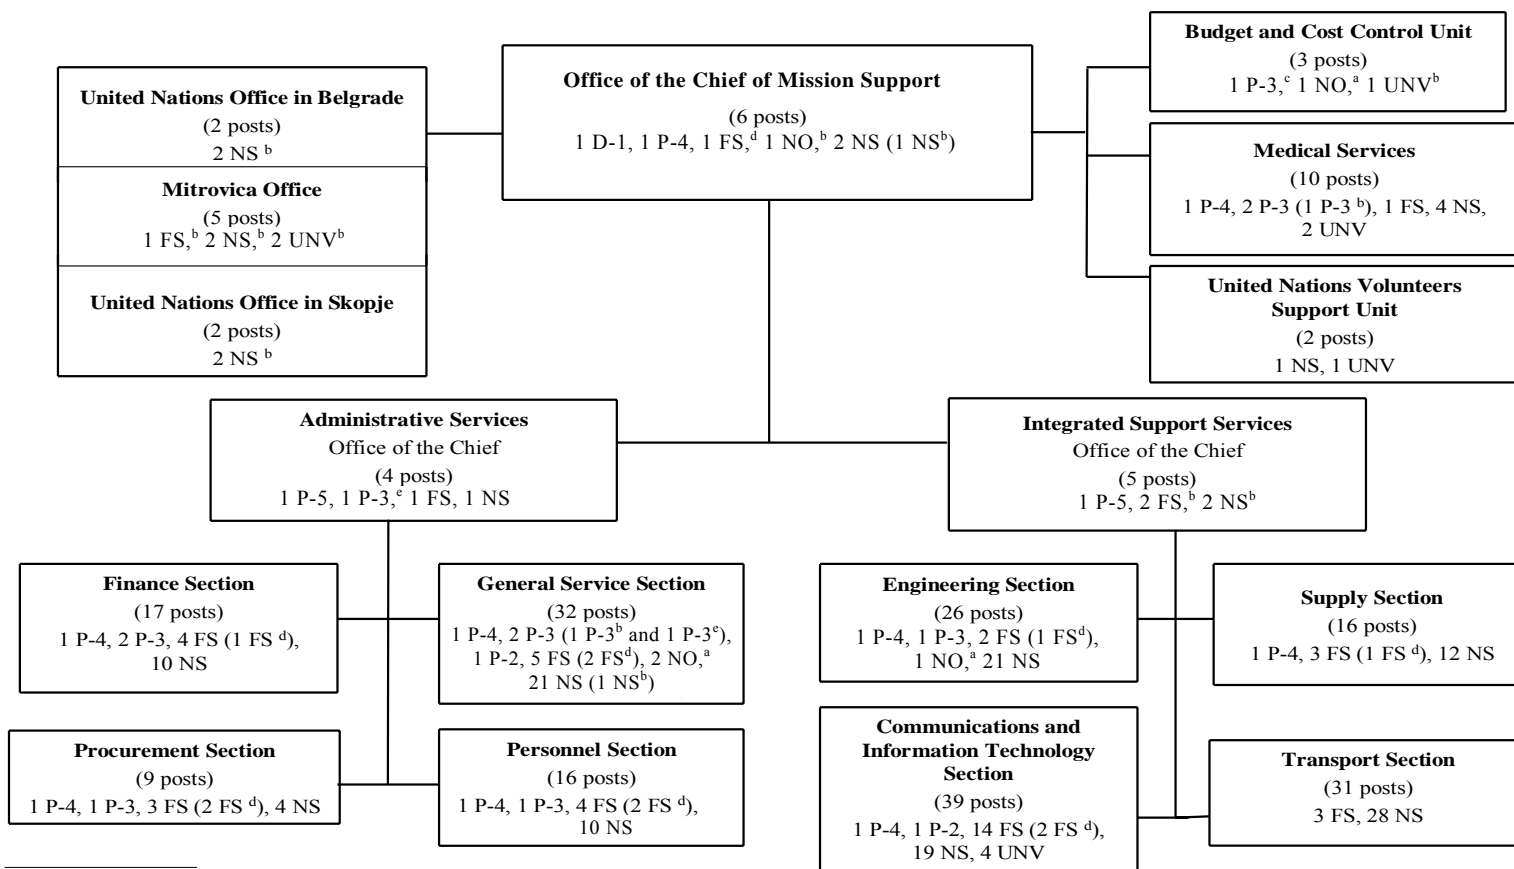 Office of the Chief of Mission Support
(6 posts)
1 D-1, 1 P-4, 1 FS,ᵈ 1 NO,ᵇ 2 NS (1 NSᵇ)
United Nations Office in Belgrade
(2 posts)
2 NS ᵇ
Mitrovica Office
(5 posts)
1 FS,ᵇ 2 NS,ᵇ 2 UNVᵇ
United Nations Office in Skopje
(2 posts)
2 NS ᵇ
Budget and Cost Control Unit
(3 posts)
1 P-3,ᶜ 1 NO,ᵃ 1 UNVᵇ
Medical Services
(10 posts)
1 P-4, 2 P-3 (1 P-3 ᵇ), 1 FS, 4 NS,
2 UNV
United Nations Volunteers
Support Unit
(2 posts)
1 NS, 1 UNV
Administrative Services
Office of the Chief
(4 posts)
1 P-5, 1 P-3,ᵉ 1 FS, 1 NS
Integrated Support Services
Office of the Chief
(5 posts)
1 P-5, 2 FS,ᵇ 2 NSᵇ
Finance Section
(17 posts)
1 P-4, 2 P-3, 4 FS (1 FS ᵈ),
10 NS
General Service Section
(32 posts)
1 P-4, 2 P-3 (1 P-3ᵇ and 1 P-3ᵉ),
1 P-2, 5 FS (2 FSᵈ), 2 NO,ᵃ
21 NS (1 NSᵇ)
Procurement Section
(9 posts)
1 P-4, 1 P-3, 3 FS (2 FS ᵈ), 4 NS
Personnel Section
(16 posts)
1 P-4, 1 P-3, 4 FS (2 FS ᵈ),
10 NS
Engineering Section
(26 posts)
1 P-4, 1 P-3, 2 FS (1 FSᵈ),
1 NO,ᵃ 21 NS
Supply Section
(16 posts)
1 P-4, 3 FS (1 FS ᵈ), 12 NS
Communications and
Information Technology
Section
(39 posts)
1 P-4, 1 P-2, 14 FS (2 FS ᵈ),
19 NS, 4 UNV
Transport Section
(31 posts)
3 FS, 28 NS